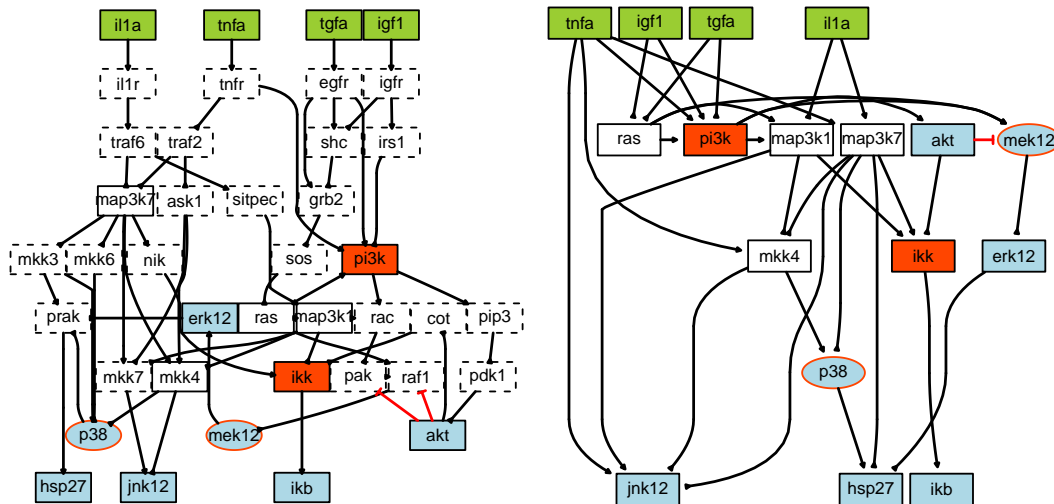 il1a tnfa tgfa igf1
il1r tnfr egfr igfr
traf6 traf2 shc irs1
map3k7 ask1 sitpec grb2
mkk3 mkk6 nik sos pi3k
prak erk12 ras map3k1 rac cot pip3
mkk7 mkk4 ikk pak raf1 pdk1
p38 mek12 akt
hsp27 jnk12 ikb
tnfa igf1 tgfa il1a
ras pi3k map3k1 map3k7 akt mek12
mkk4 ikk erk12
p38
jnk12 hsp27 ikb